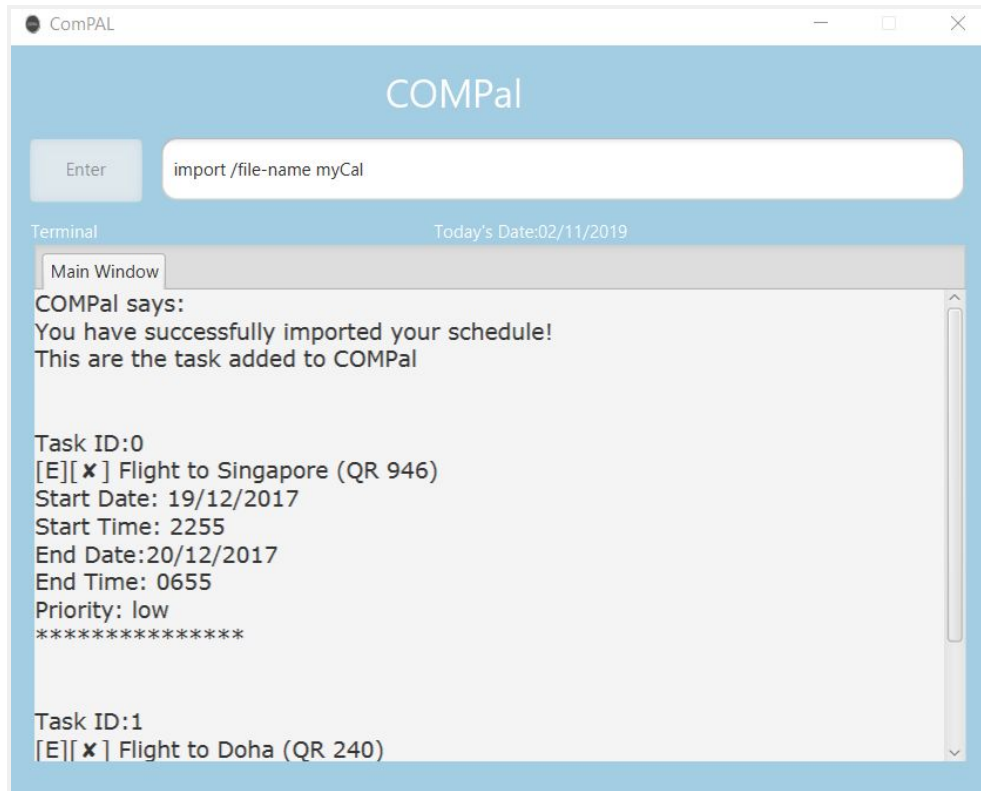 ComPAL
COMPal
Enter
import /file-name myCal
Terminal
Today's Date:02/11/2019
Main Window
COMPal says:
You have successfully imported your schedule!
This are the task added to COMPal
Task ID:0
[E][✘] Flight to Singapore (QR 946)
Start Date: 19/12/2017
Start Time: 2255
End Date:20/12/2017
End Time: 0655
Priority: low
***************
Task ID:1
[E][✘] Flight to Doha (QR 240)